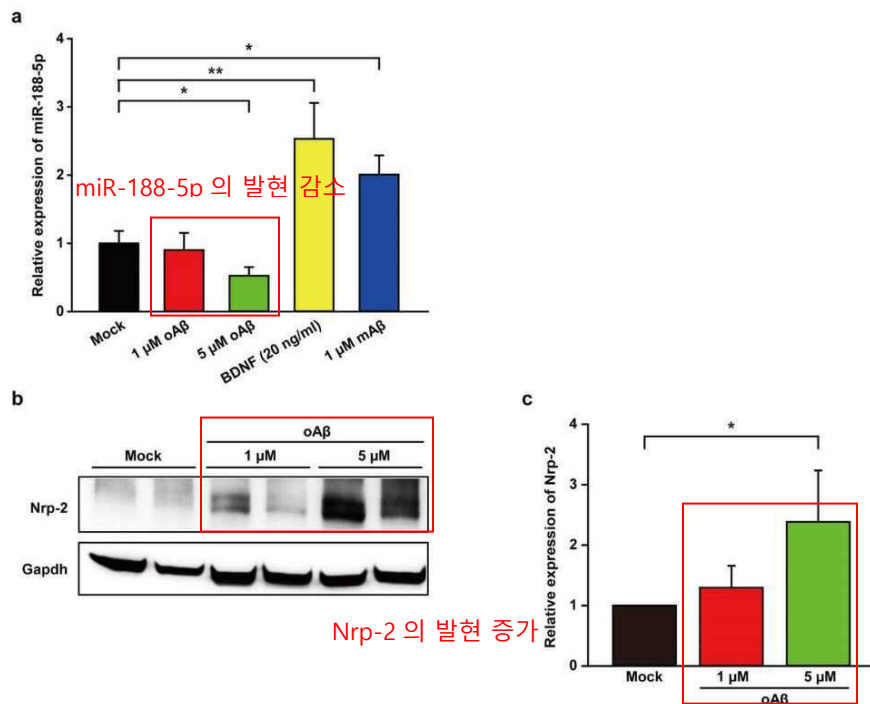 a
*
**
*
Relative expression of miR-188-5p
4
3
2
1
0
miR-188-5p 의 발현 감소
Mock
1 μM oAβ
5 μM oAβ
BDNF (20 ng/ml)
1 μM mAβ
b
oAβ
Mock
1 μM
5 μM
Nrp-2
Gapdh
Nrp-2 의 발현 증가
c
*
Relative expression of Nrp-2
4
3
2
1
0
Mock
1 μM
5 μM
oAβ